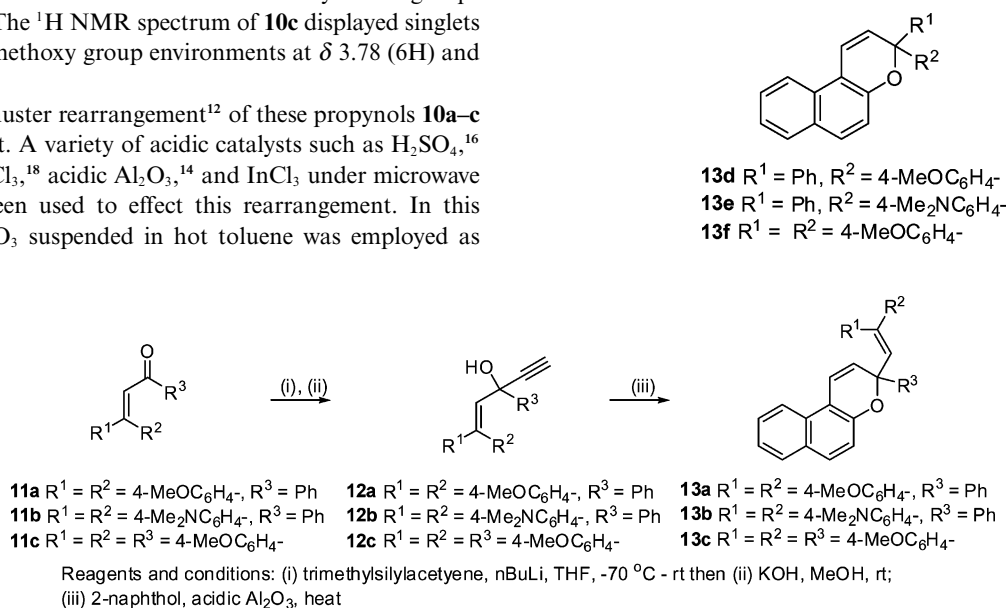 The ¹H NMR spectrum of 10c displayed singlets
methoxy group environments at δ 3.78 (6H) and
rearrangement¹² of these propynols 10a–c
t. A variety of acidic catalysts such as H₂SO₄,¹⁶
Cl₃,¹⁸ acidic Al₂O₃,¹⁴ and InCl₃ under microwave
een used to effect this rearrangement. In this
O₃ suspended in hot toluene was employed as
R¹
R²
O
13d R¹ = Ph, R² = 4-MeOC₆H₄-
13e R¹ = Ph, R² = 4-Me₂NC₆H₄-
13f R¹ = R² = 4-MeOC₆H₄-
O
R³
R¹ R²
(i), (ii)
HO
R³
R¹ R²
(iii)
R²
R¹
R³
O
11a R¹ = R² = 4-MeOC₆H₄-, R³ = Ph
11b R¹ = R² = 4-Me₂NC₆H₄-, R³ = Ph
11c R¹ = R² = R³ = 4-MeOC₆H₄-
12a R¹ = R² = 4-MeOC₆H₄-, R³ = Ph
12b R¹ = R² = 4-Me₂NC₆H₄-, R³ = Ph
12c R¹ = R² = R³ = 4-MeOC₆H₄-
13a R¹ = R² = 4-MeOC₆H₄-, R³ = Ph
13b R¹ = R² = 4-Me₂NC₆H₄-, R³ = Ph
13c R¹ = R² = R³ = 4-MeOC₆H₄-
Reagents and conditions: (i) trimethylsilylacetyene, nBuLi, THF, -70 °C - rt then (ii) KOH, MeOH, rt;
(iii) 2-naphthol, acidic Al₂O₃, heat